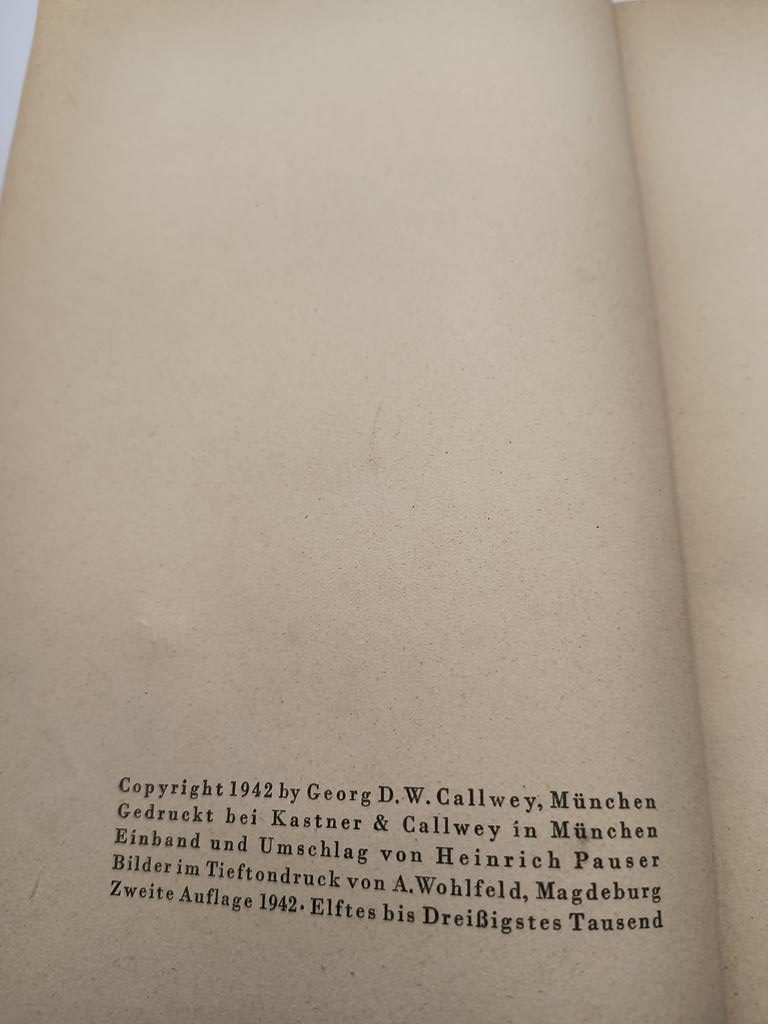 Copyright 1942 by Georg D. W. Callwey, München
Gedruckt bei Kastner & Callwey in München
Einband und Umschlag von Heinrich Pauser
Bilder im Tieftondruck von A. Wohlfeld, Magdeburg
Zweite Auflage 1942 · Elftes bis Dreißigstes Tausend